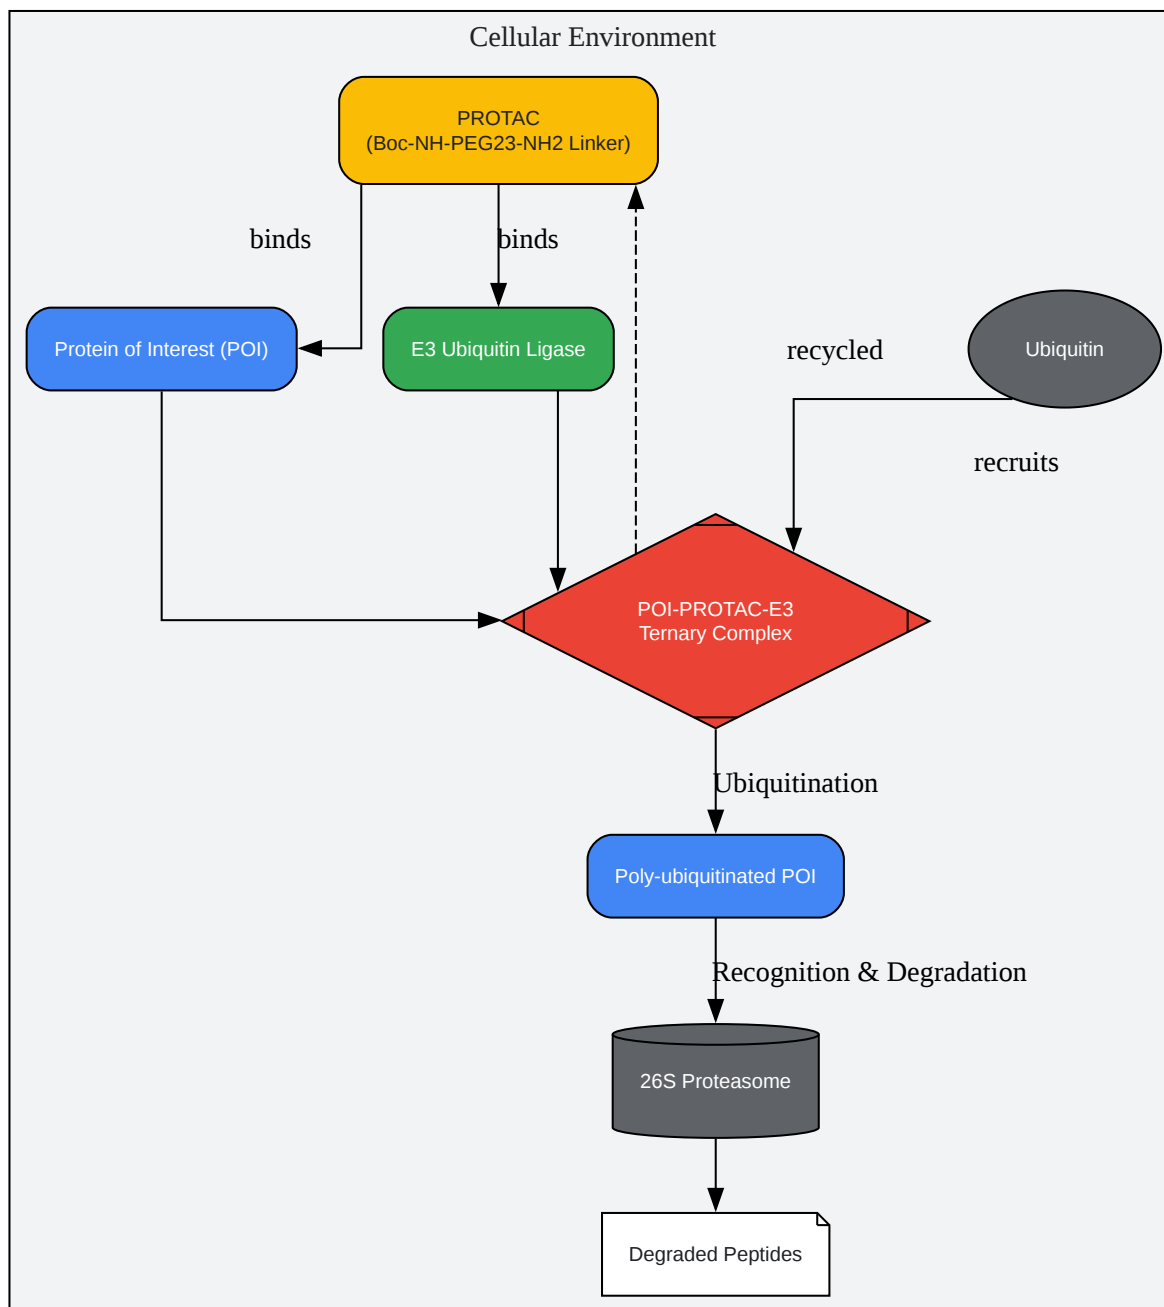 Cellular Environment
PROTAC
(Boc-NH-PEG23-NH2 Linker)
binds
binds
Protein of Interest (POI)
E3 Ubiquitin Ligase
recycled
Ubiquitin
recruits
POI-PROTAC-E3
Ternary Complex
Ubiquitination
Poly-ubiquitinated POI
Recognition & Degradation
26S Proteasome
Degraded Peptides